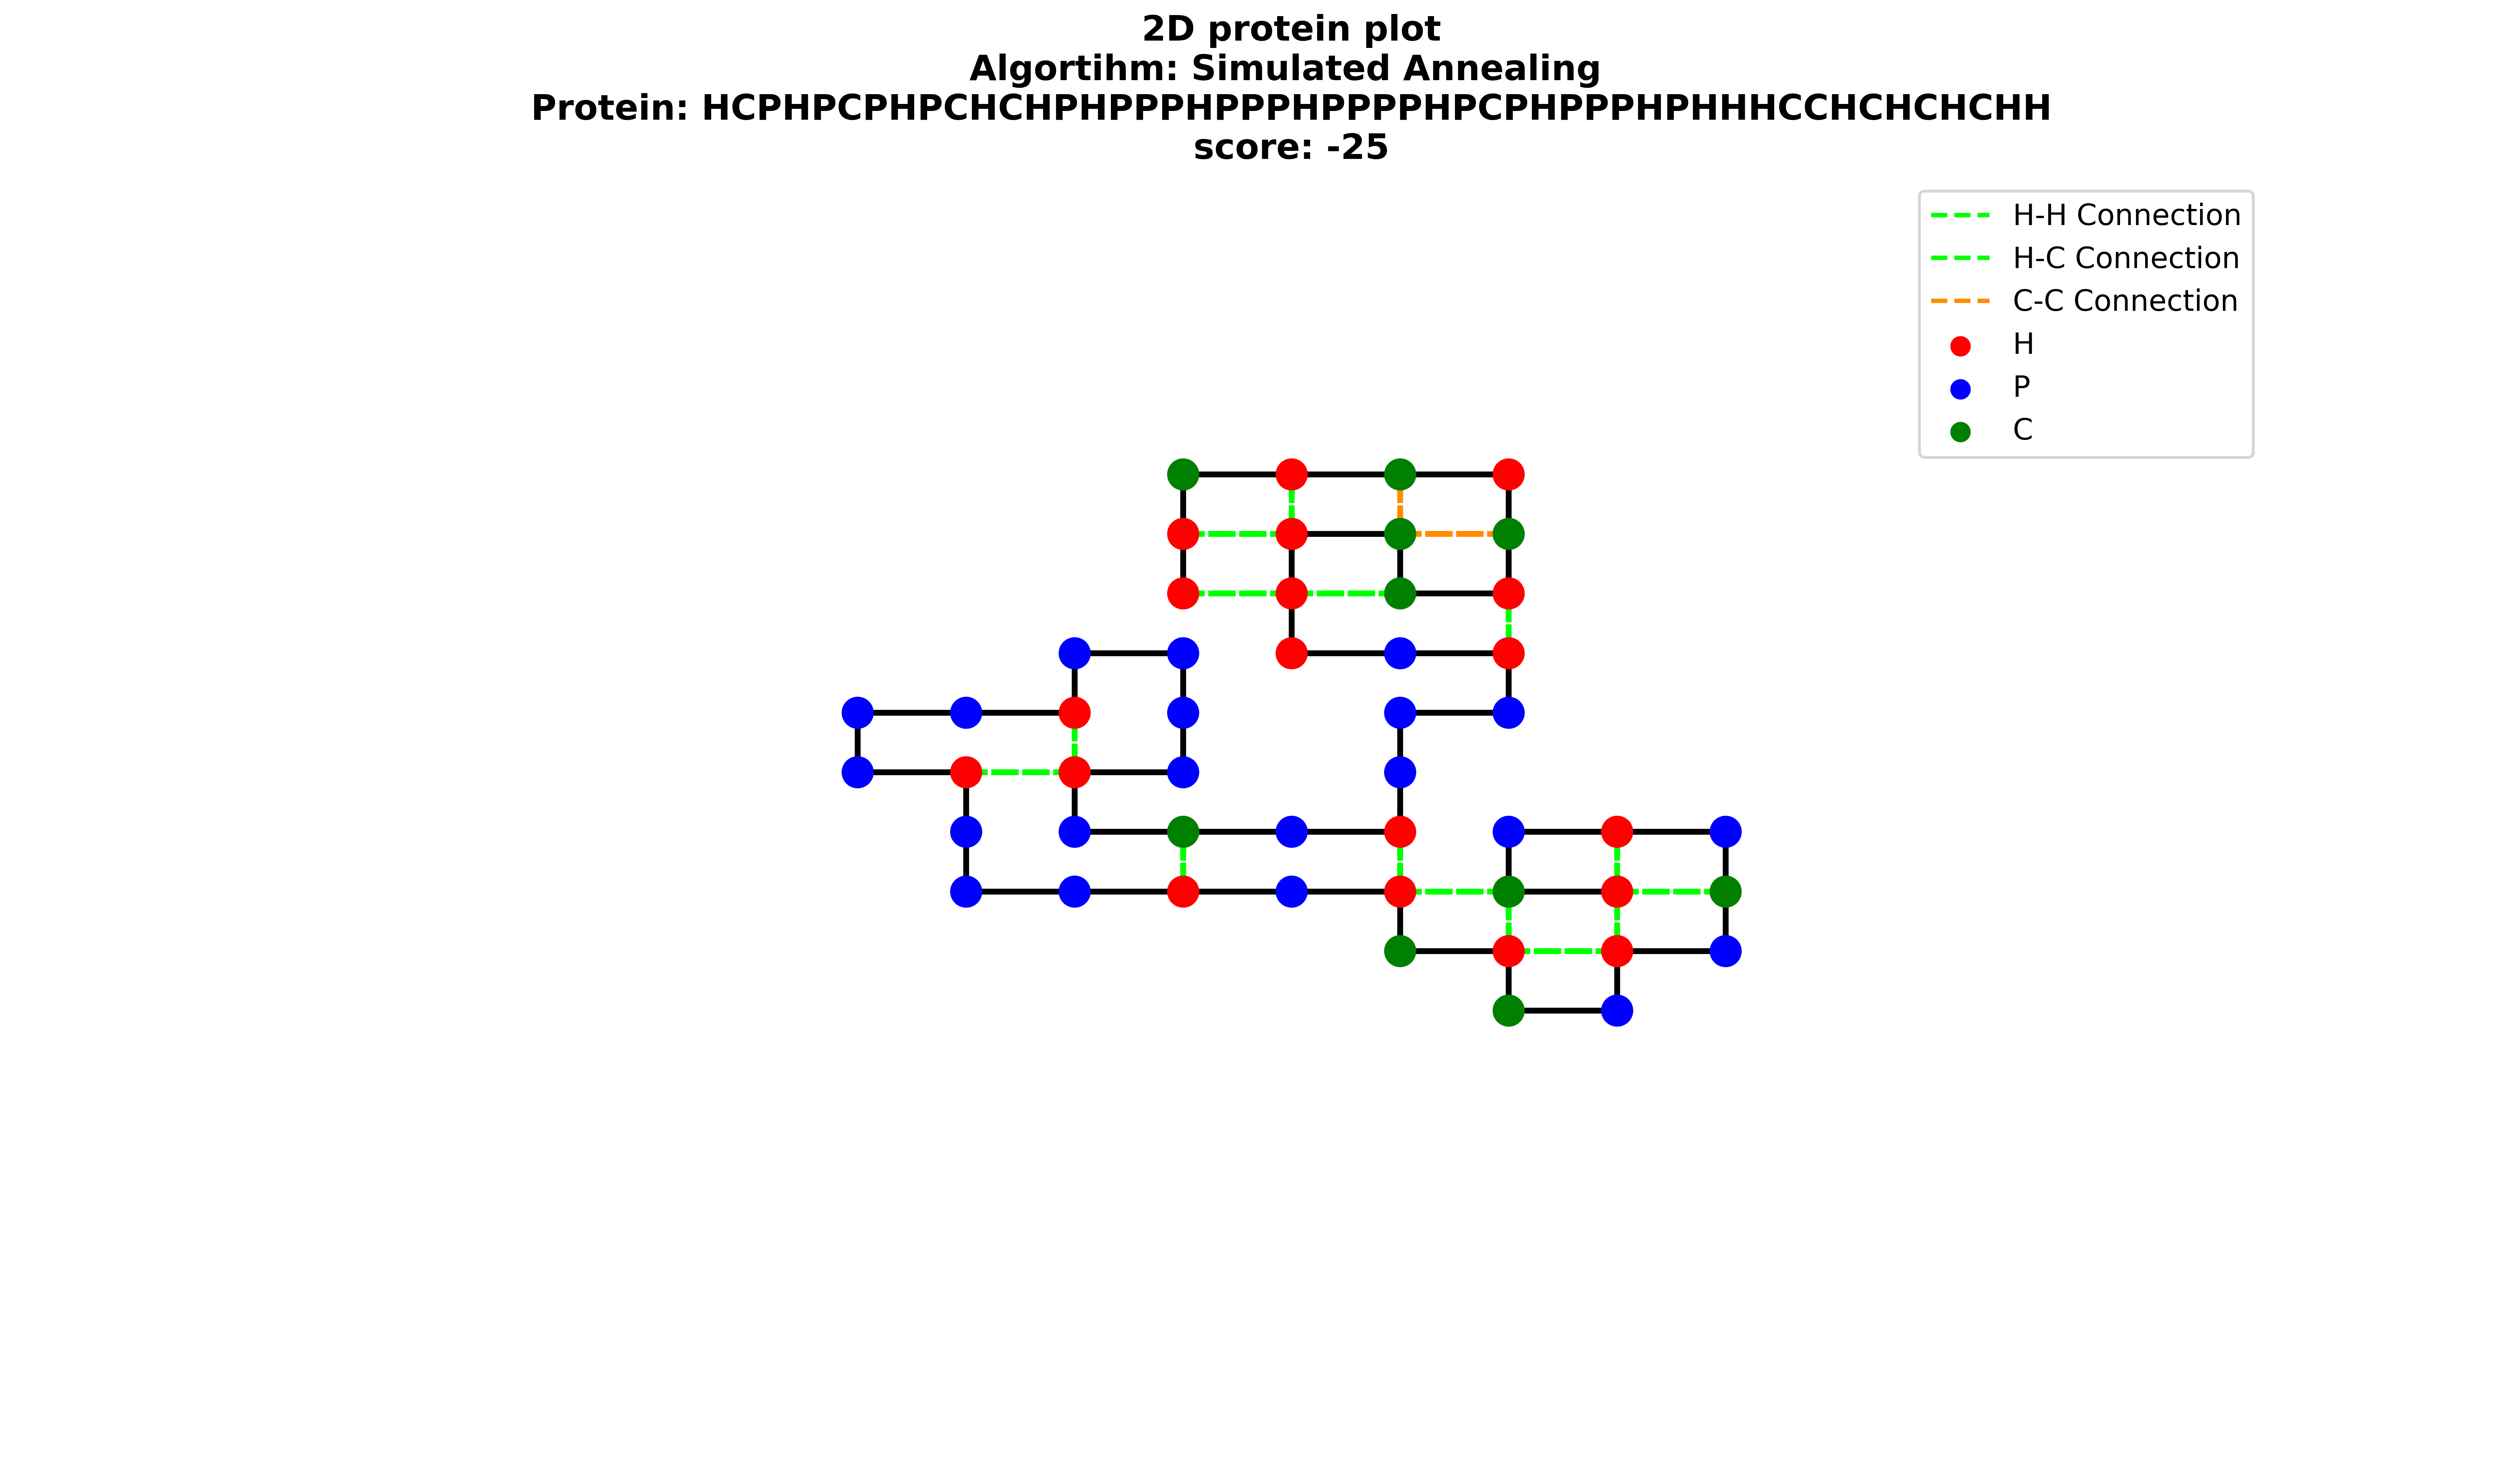 2D protein plot
Algortihm: Simulated Annealing
Protein: HCPHPCPHPCHCHPHPPPHPPPHPPPPHPCPHPPPHPHHHCCHCHCHCHH
score: -25
H-H Connection
H-C Connection
C-C Connection
H
P
C